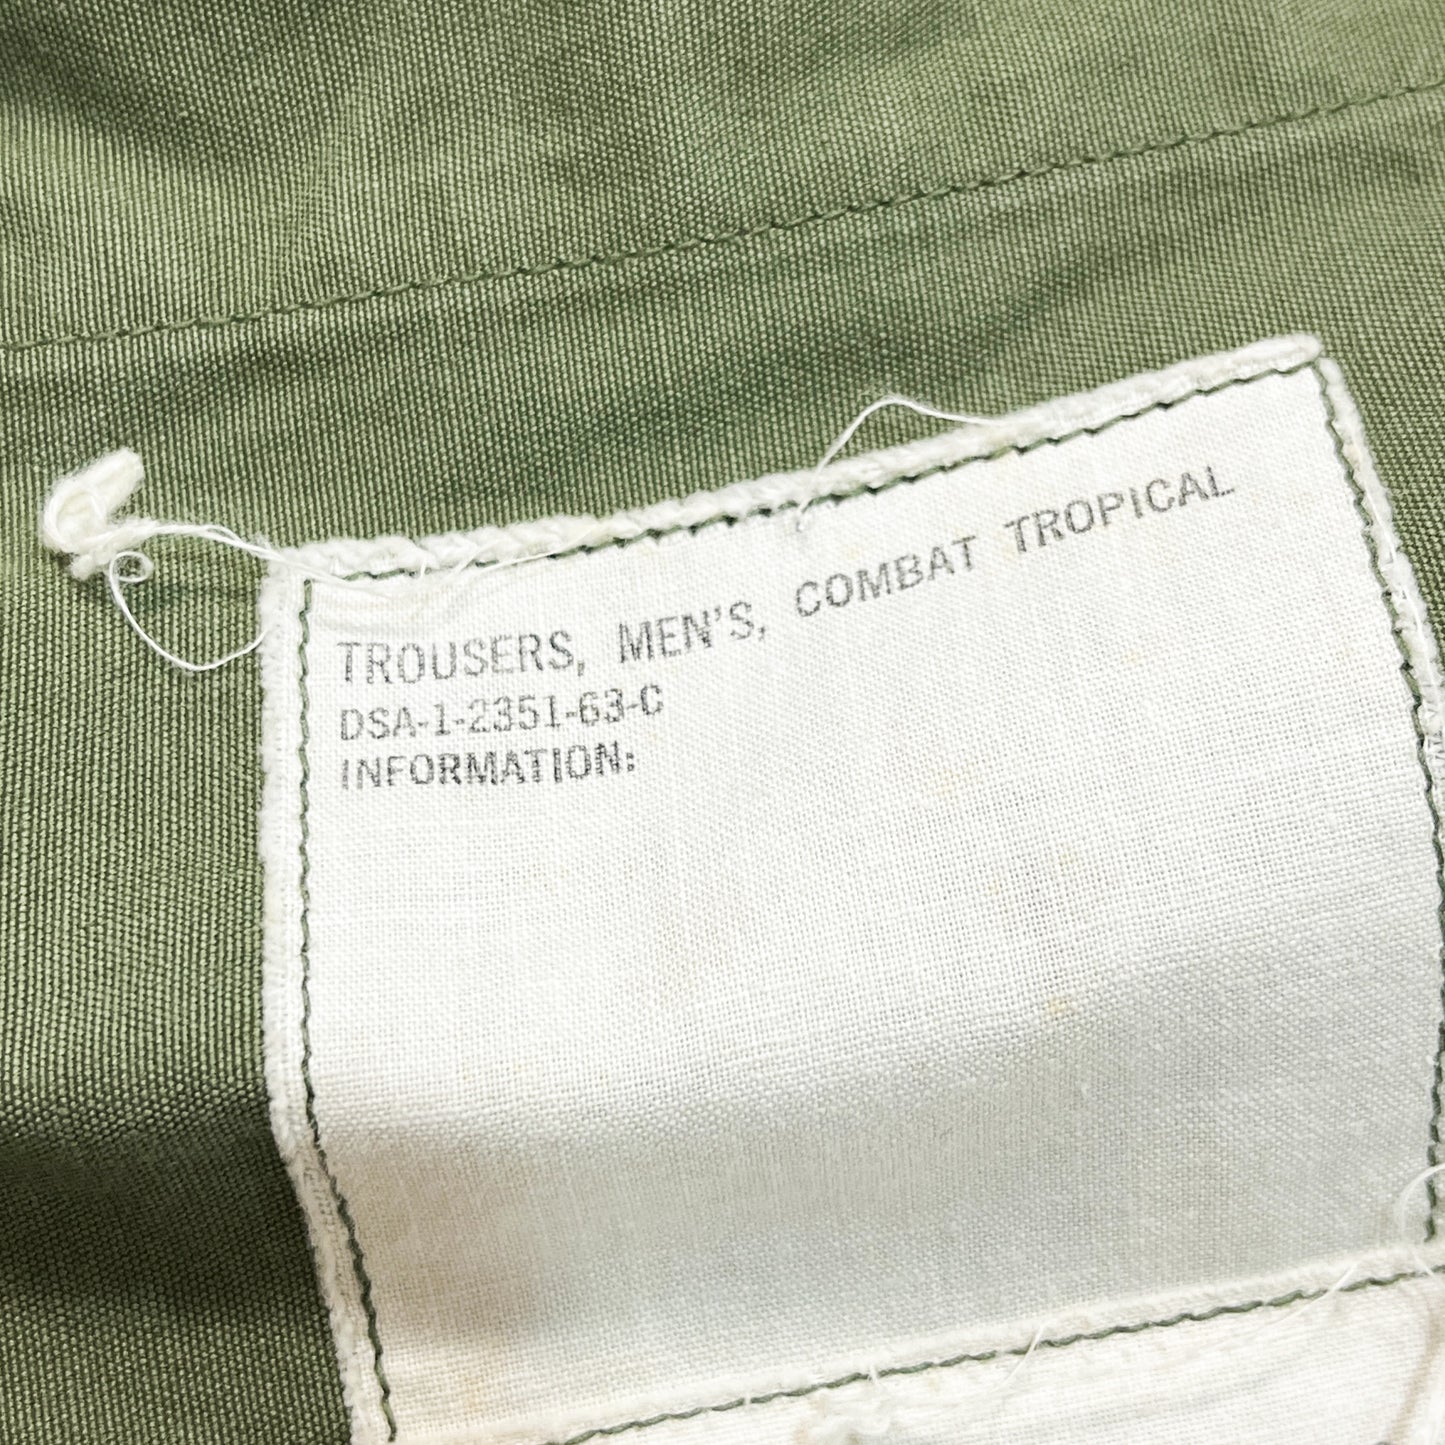 TROUSERS, MEN'S, COMBAT TROPICAL
DSA-1-2351-63-C
INFORMATION: